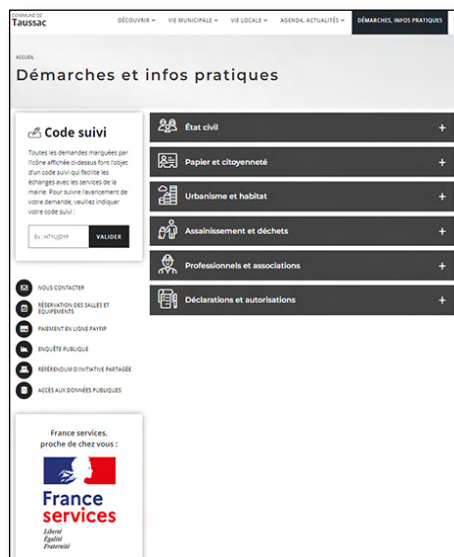 COMMUNE DE
Taussac
DÉCOUVRIR
VIE MUNICIPALE
VIE LOCALE
AGENDA, ACTUALITÉS
DÉMARCHES, INFOS PRATIQUES
ACCUEIL
Démarches et infos pratiques
Code suivi
Toutes les demandes marquées par
l'icône affichée ci-dessus font l'objet
d'un code suivi qui facilite les
échanges avec les services de la
mairie. Pour suivre l'avancement de
votre demande, veuillez indiquer
votre code suivi :
VALIDER
État civil
Papier et citoyenneté
Urbanisme et habitat
Assainissement et déchets
Professionnels et associations
Déclarations et autorisations
NOUS CONTACTER
RÉSERVATION DES SALLES ET
EQUIPEMENTS
PAIEMENT EN LIGNE PAYFIP
ENQUÊTE PUBLIQUE
RÉFÉRENDUM D'INITIATIVE PARTAGÉE
ACCÈS AUX DONNÉES PUBLIQUES
France services,
proche de chez vous :
France
services
Liberté
Égalité
Fraternité